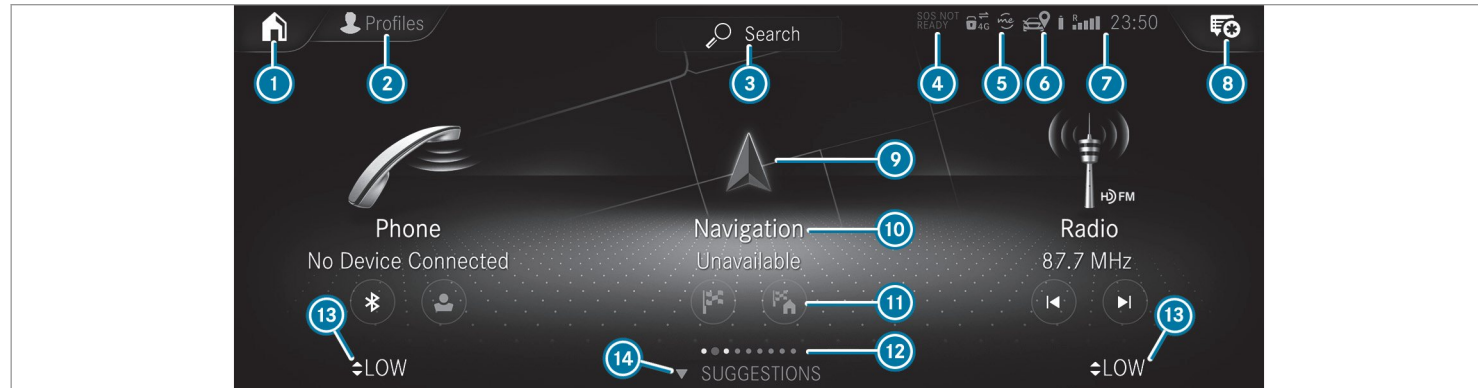 Profiles
Search
SOS NOT
READY
4G
me
R
23:50
1
2
3
4
5
6
7
8
9
HD FM
Phone
Navigation
10
Radio
No Device Connected
Unavailable
87.7 MHz
11
13
13
12
14
LOW
SUGGESTIONS
LOW